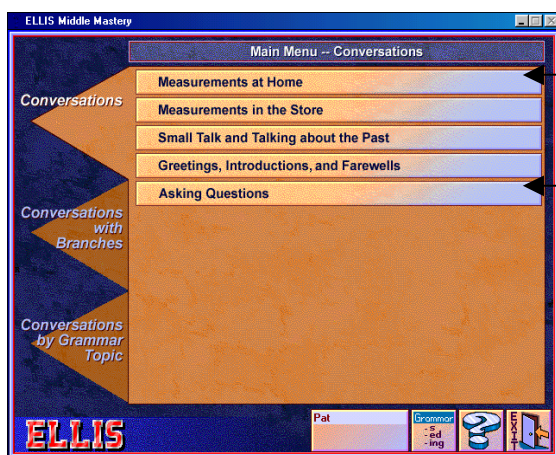 ELLIS Middle Mastery
Main Menu -- Conversations
Conversations
Measurements at Home
Measurements in the Store
Small Talk and Talking about the Past
Greetings, Introductions, and Farewells
Asking Questions
Conversations
with
Branches
Conversations
by Grammar
Topic
ELLIS
Pat
Grammar
-s
-ed
-ing
?
EXIT